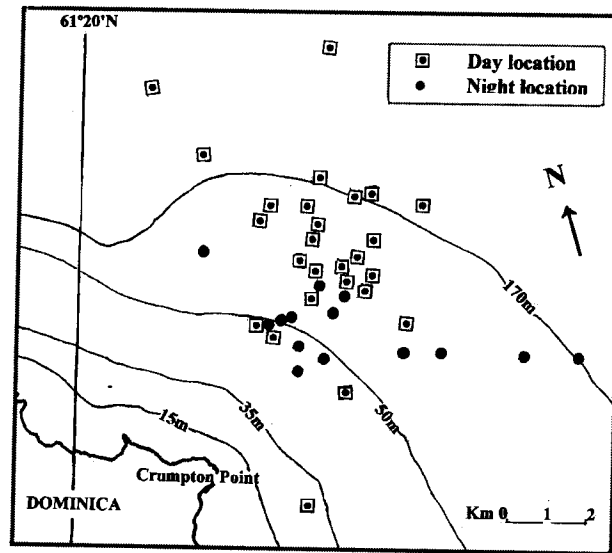 61°20'N
Day location
Night location
N
170m
50m
35m
15m
Crumpton Point
DOMINICA
Km 0 1 2